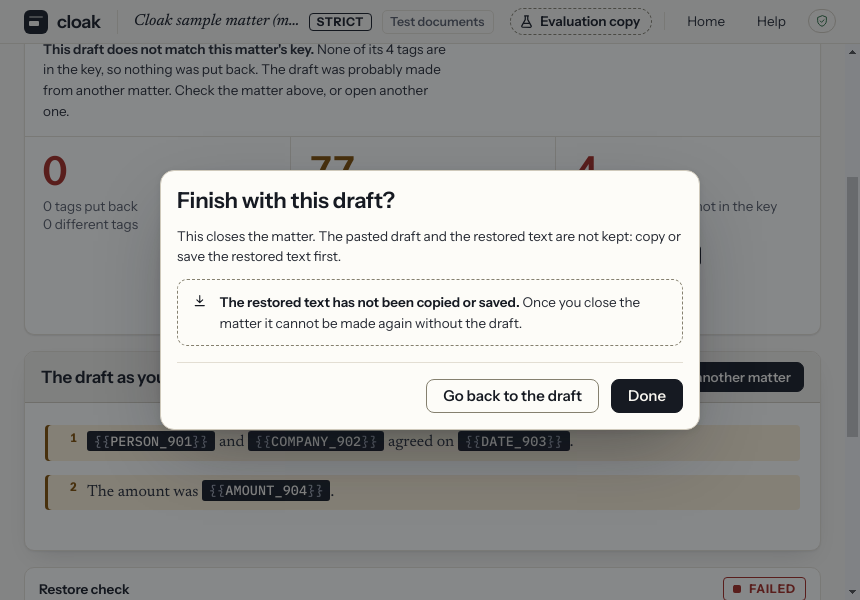 cloak
Cloak sample matter (m...
STRICT
Test documents
Evaluation copy
Home
Help
This draft does not match this matter's key. None of its 4 tags are
in the key, so nothing was put back. The draft was probably made
from another matter. Check the matter above, or open another
one.
0
77
4
0 tags put back
0 different tags
not in the key
Finish with this draft?
This closes the matter. The pasted draft and the restored text are not kept: copy or
save the restored text first.
The restored text has not been copied or saved. Once you close the
matter it cannot be made again without the draft.
Go back to the draft
Done
The draft as you
another matter
1 {{PERSON_901}} and {{COMPANY_902}} agreed on {{DATE_903}}.
2 The amount was {{AMOUNT_904}}.
Restore check
FAILED